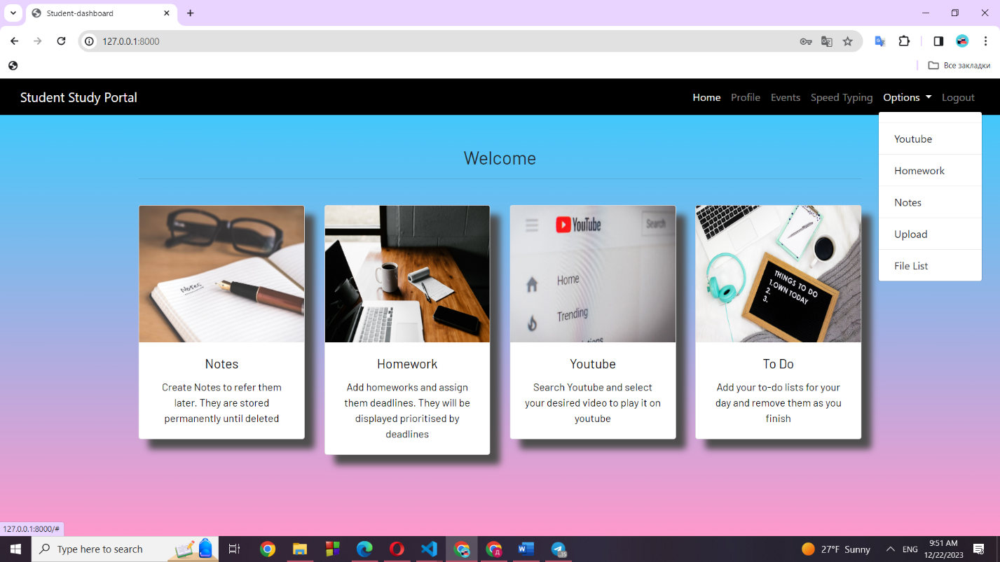 Student-dashboard
127.0.0.1:8000
Все закладки
Student Study Portal
Home Profile Events Speed Typing Options Logout
Youtube
Homework
Notes
Upload
File List
Welcome
Notes
YouTube
Search
Home
Trending
THINGS TO DO
1.OWN TODAY
2.
3.
Notes
Create Notes to refer them
later. They are stored
permanently until deleted
Homework
Add homeworks and assign
them deadlines. They will be
displayed prioritised by
deadlines
Youtube
Search Youtube and select
your desired video to play it on
youtube
To Do
Add your to-do lists for your
day and remove them as you
finish
127.0.0.1:8000/#
Type here to search
Д
.35
27°F Sunny
ENG
9:51 AM
12/22/2023